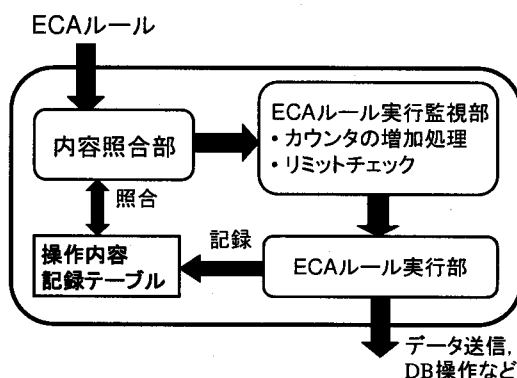 ECAルール
内容照合部
ECAルール実行監視部
・カウンタの増加処理
・リミットチェック
照合
操作内容
記録テーブル
記録
ECAルール実行部
データ送信,
DB操作など